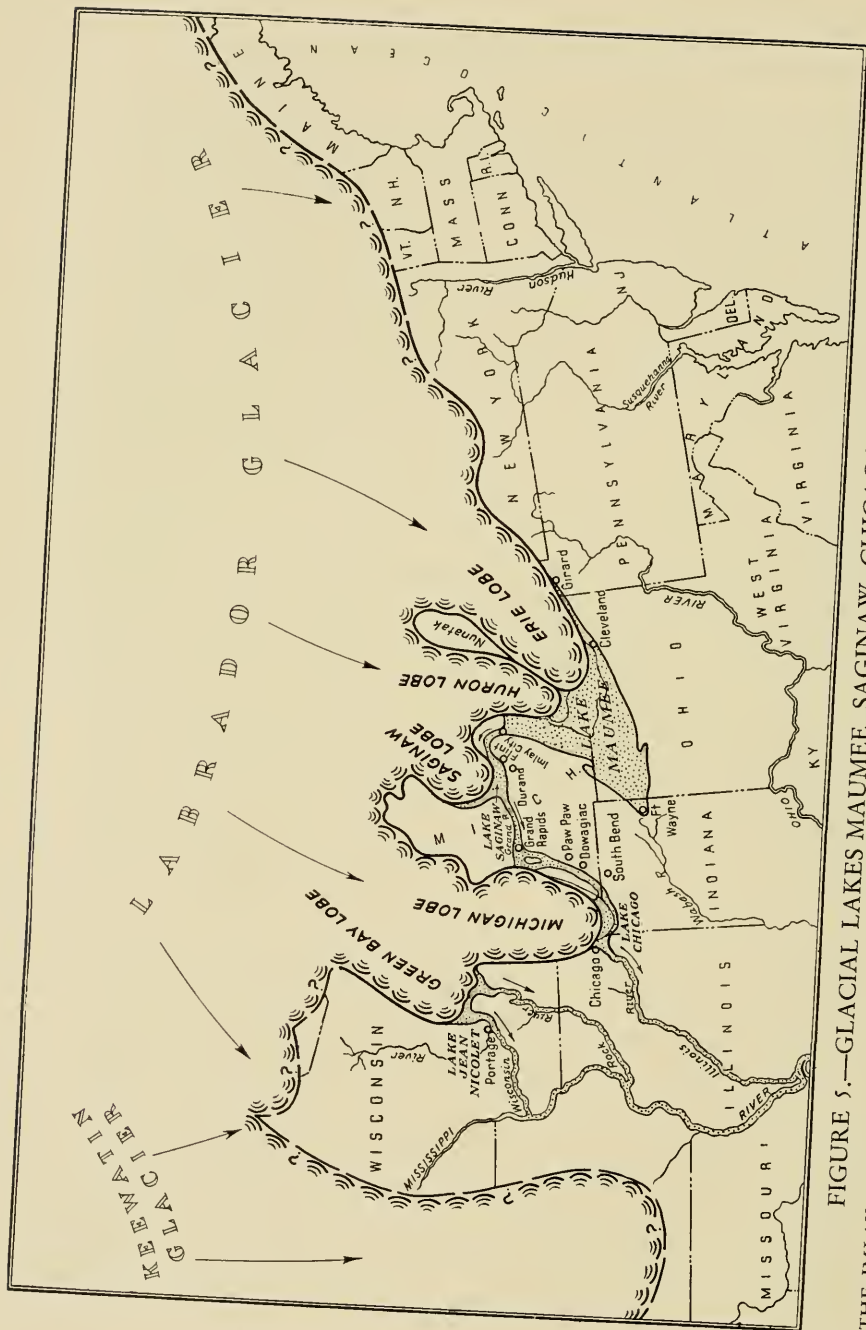 LABRADOR GLACIER
KEEWATIN
GLACIER
MAINE
ATLANTIC OCEAN
N.H.
VT.
MASS
R.I.
CONN
Hudson
River
NEW YORK
N J
PENNSYLVANIA
DEL.
MARYLAND
Susquehanna
River
VIRGINIA
WEST
VIRGINIA
RIVER
OHIO
OHIO
KY
INDIANA
Wabash R.
ILLINOIS
Illinois
River
MISSOURI
MISSISSIPPI
RIVER
Rock
River
Wisconsin
River
WISCONSIN
ERIE LOBE
Nunatak
HURON LOBE
SAGINAW
LOBE
MICHIGAN LOBE
GREEN BAY LOBE
LAKE
MAUMEE
LAKE
SAGINAW
Grand R.
LAKE
CHICAGO
LAKE
JEAN
NICOLET
Portage
Girard
Cleveland
Imlay City
Flint
Durand
Grand
Rapids
Paw Paw
Dowagiac
South Bend
Ft
Wayne
Chicago
M I C H
? ? ? ? ? ? ? ?
FIGURE 5.—GLACIAL LAKES MAUMEE, SAGINAW, CHICAGO